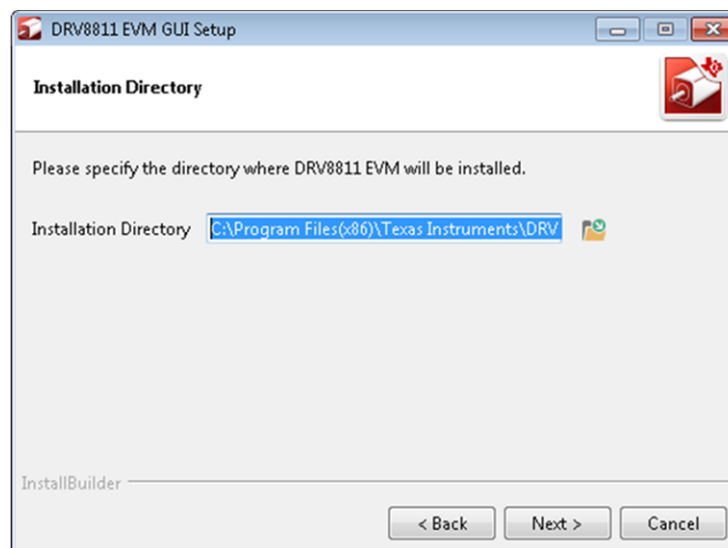 DRV8811 EVM GUI Setup
Installation Directory
Please specify the directory where DRV8811 EVM will be installed.
Installation Directory C:\Program Files(x86)\Texas Instruments\DRV
InstallBuilder
< Back Next > Cancel